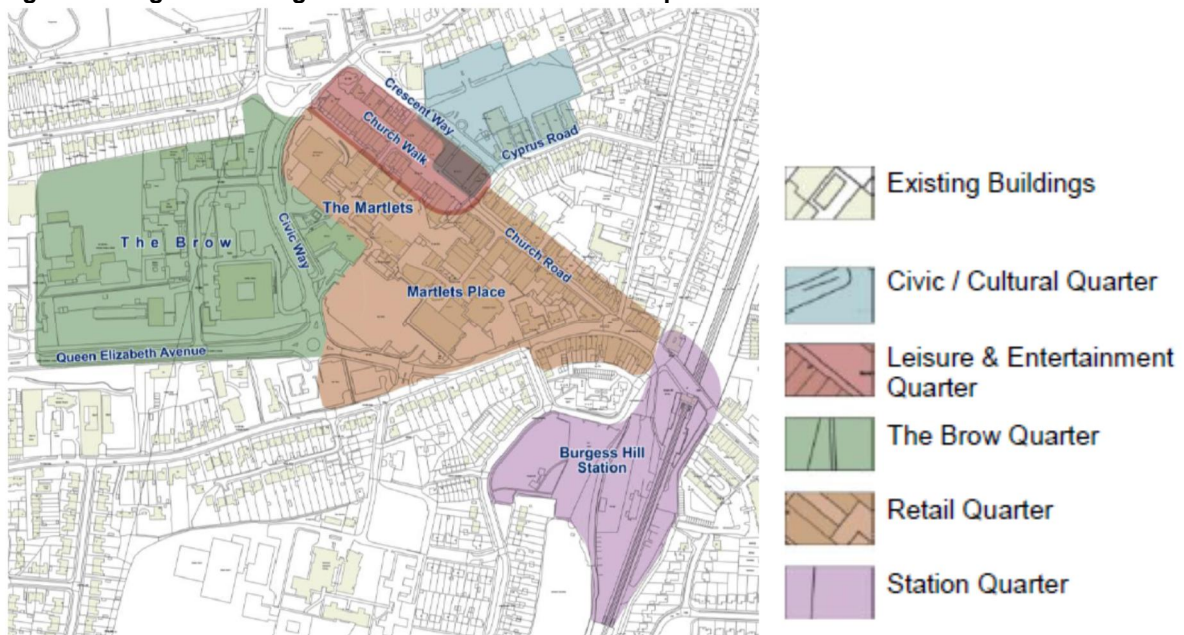 Crescent Way
Church Walk
Cyprus Road
The Martlets
The Brow
Civic Way
Church Road
Martlets Place
Queen Elizabeth Avenue
Burgess Hill
Station
Existing Buildings
Civic / Cultural Quarter
Leisure & Entertainment
Quarter
The Brow Quarter
Retail Quarter
Station Quarter